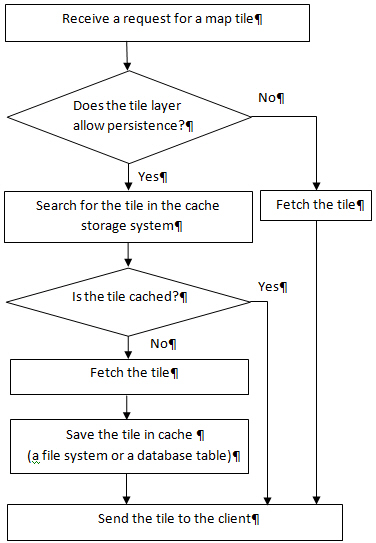 Receive a request for a map tile¶
Does the tile layer
allow persistence?¶
No¶
Yes¶
Search for the tile in the cache
storage system¶
Fetch the tile¶
Is the tile cached?¶
Yes¶
No¶
Fetch the tile¶
Save the tile in cache ¶
(a file system or a database table)¶
Send the tile to the client¶